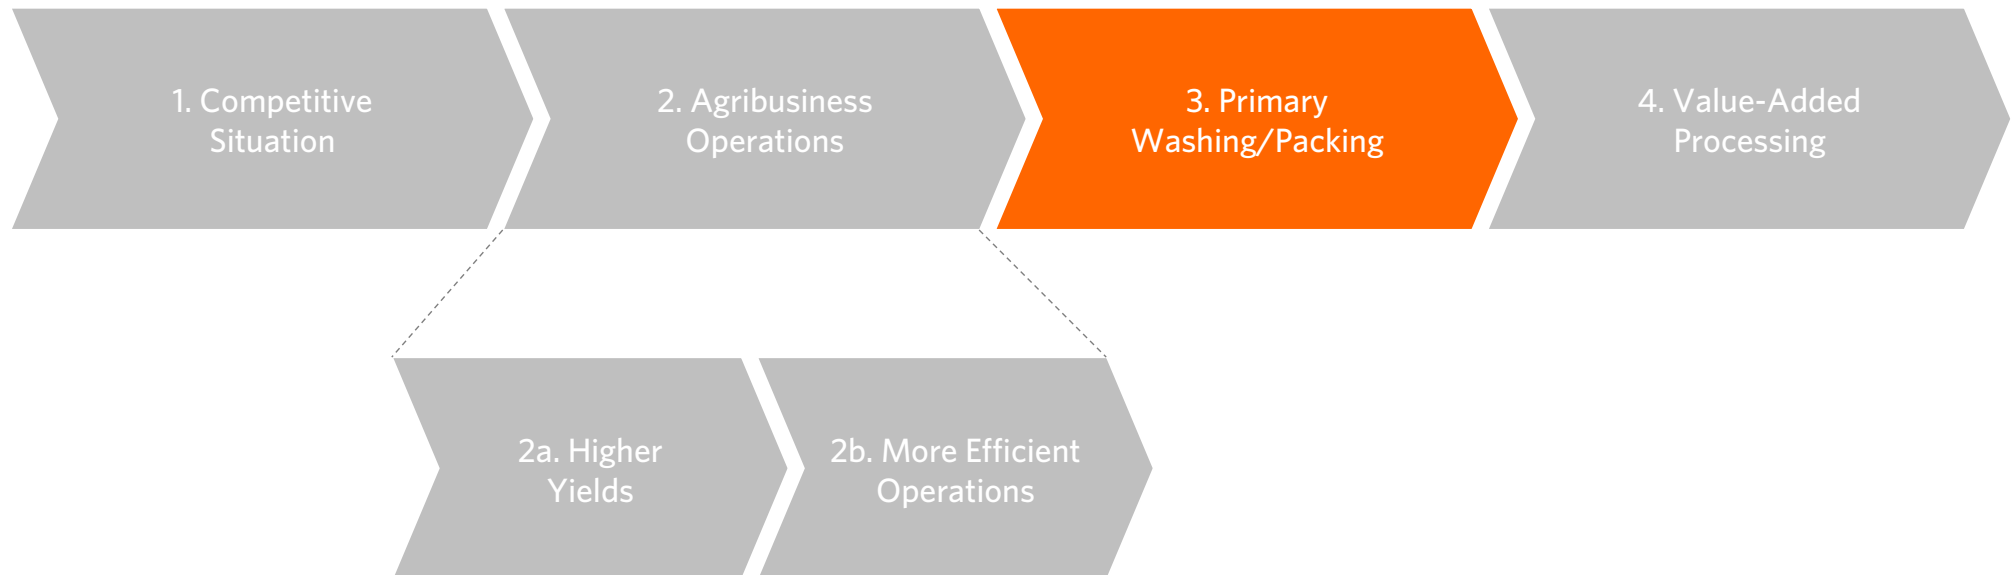 1. Competitive
Situation
2. Agribusiness
Operations
3. Primary
Washing/Packing
4. Value-Added
Processing
2a. Higher
Yields
2b. More Efficient
Operations